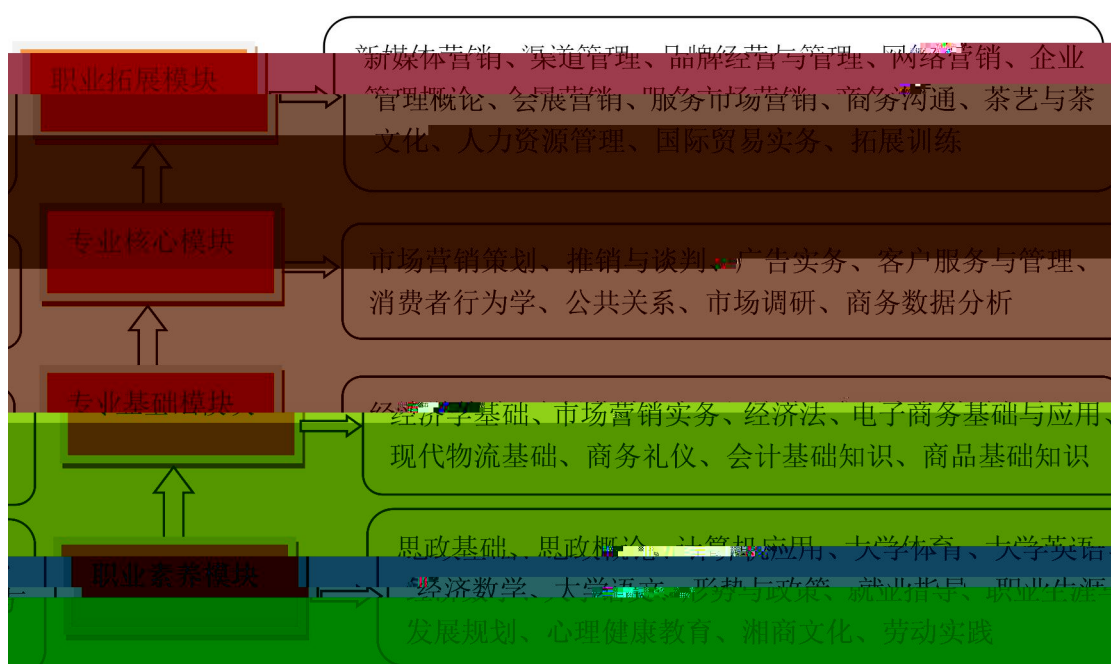 职业拓展模块
新媒体营销、渠道管理、品牌经营与管理、网络营销、企业
管理概论、会展营销、服务市场营销、商务沟通、茶艺与茶
文化、人力资源管理、国际贸易实务、拓展训练
专业核心模块
市场营销策划、推销与谈判、广告实务、客户服务与管理、
消费者行为学、公共关系、市场调研、商务数据分析
专业基础模块
经济学基础、市场营销实务、经济法、电子商务基础与应用、
现代物流基础、商务礼仪、会计基础知识、商品基础知识
职业素养模块
思政基础、思政概论、计算机应用、大学体育、大学英语、
经济数学、大学语文、形势与政策、就业指导、职业生涯
发展规划、心理健康教育、湘商文化、劳动实践